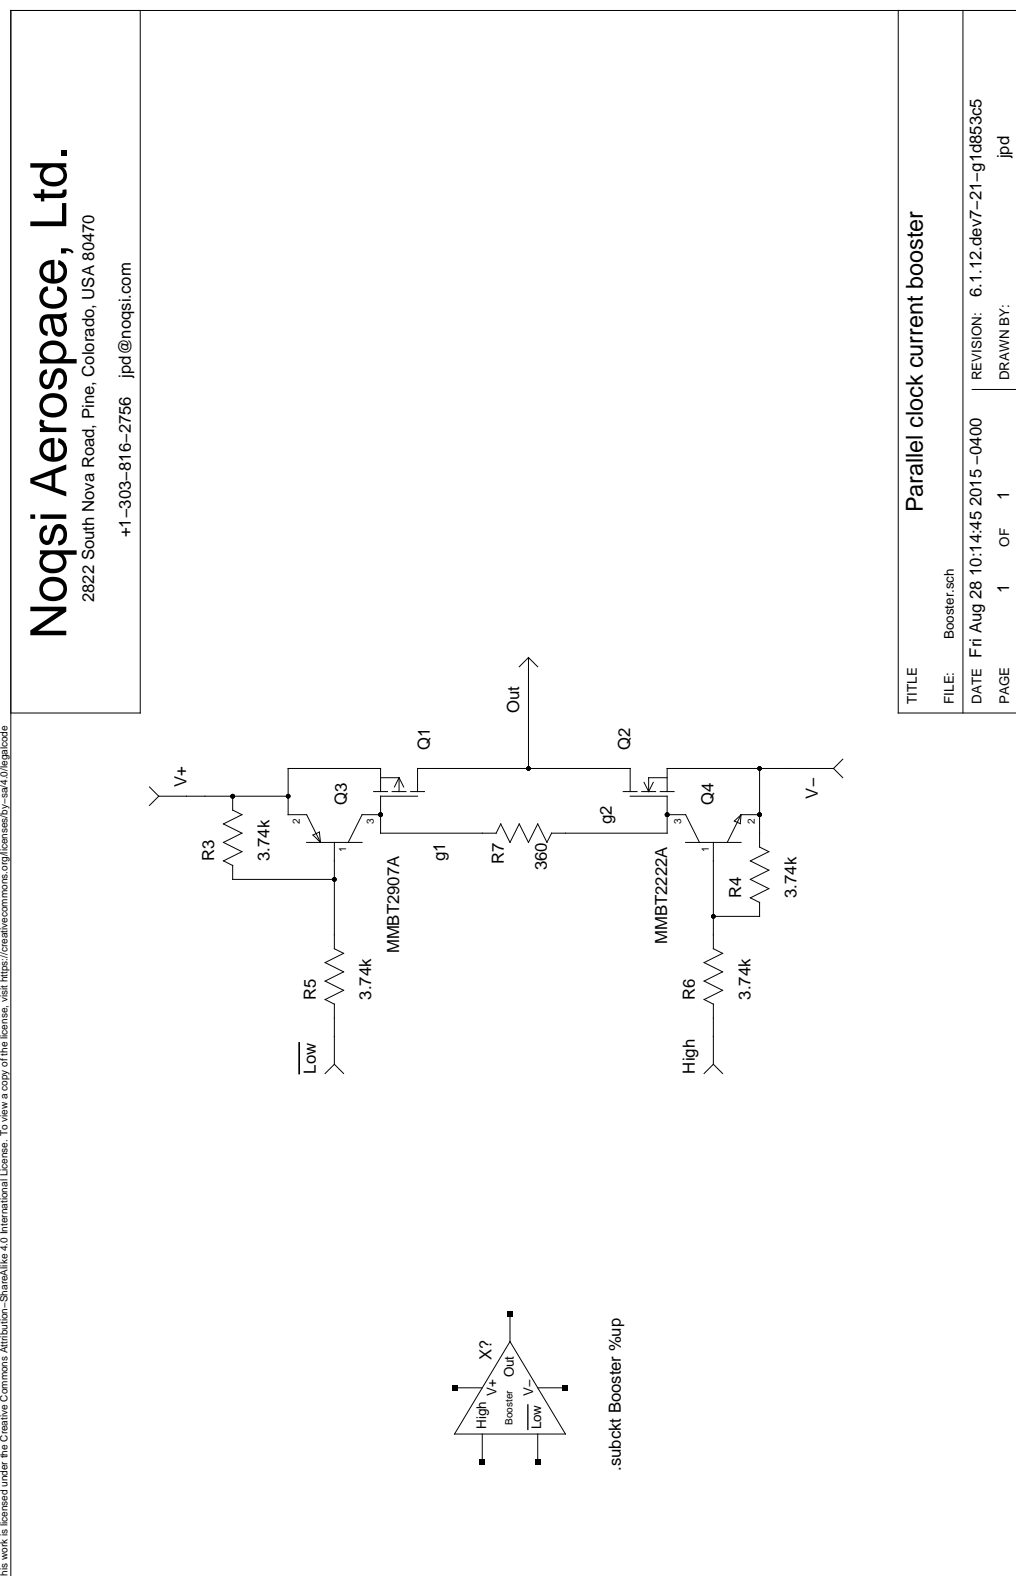 his work is licensed under the Creative Commons Attribution−ShareAlike 4.0 International License. To view a copy of the license, visit https://creativecommons.org/licenses/by−sa/4.0/legalcode
Noqsi Aerospace, Ltd.
2822 South Nova Road, Pine, Colorado, USA 80470
+1−303−816−2756 jpd@noqsi.com
V+
R3
3.74k
2
Q3
1
3
Q1
Low
R5
3.74k
MMBT2907A
g1
R7
360
g2
Out
Q2
MMBT2222A
3
Q4
1
2
High
R6
3.74k
R4
3.74k
V−
X?
High
V+
Booster
Out
Low
V−
.subckt Booster %up
TITLE
Parallel clock current booster
FILE: Booster.sch
DATE Fri Aug 28 10:14:45 2015 −0400
REVISION: 6.1.12.dev7−21−g1d853c5
PAGE 1 OF 1
DRAWN BY: jpd